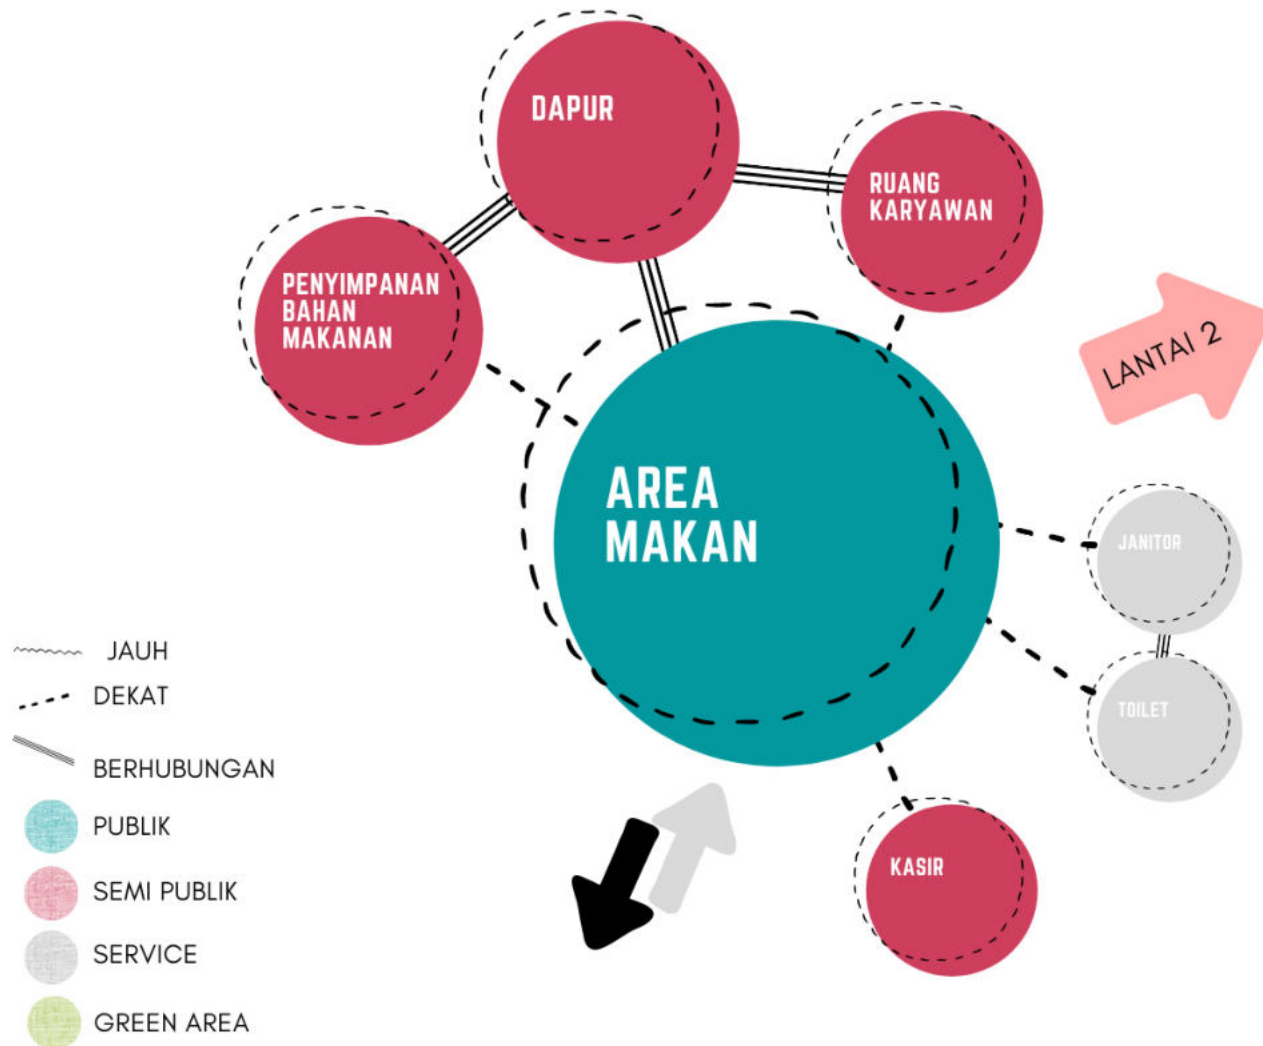 DAPUR
RUANG
KARYAWAN
PENYIMPANAN
BAHAN
MAKANAN
LANTAI 2
AREA
MAKAN
JANITOR
TOILET
KASIR
JAUH
DEKAT
BERHUBUNGAN
PUBLIK
SEMI PUBLIK
SERVICE
GREEN AREA